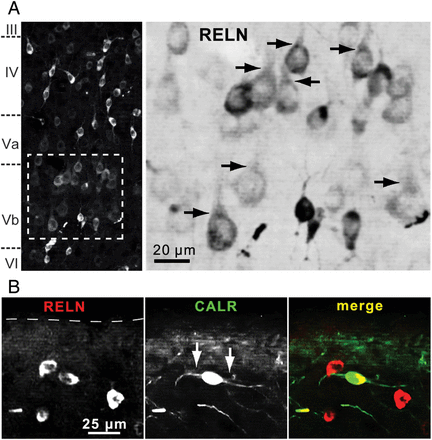 A
III
IV
Va
Vb
VI
RELN
20 µm
B
RELN
CALR
merge
25 µm